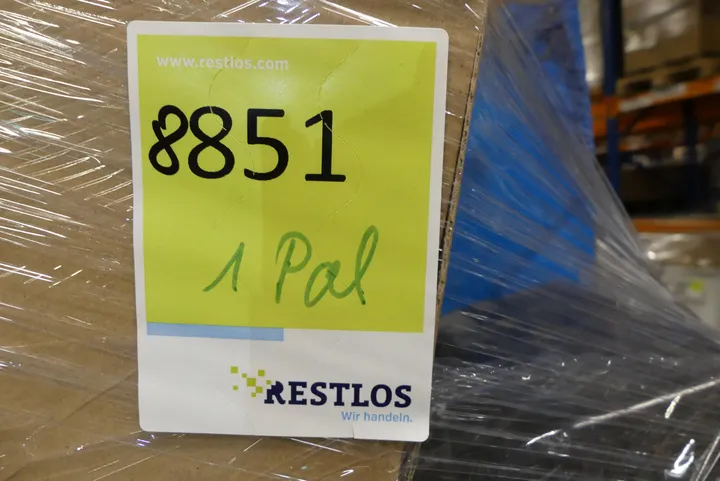 www.restlos.com
8851
1 Pal
RESTLOS
Wir handeln.